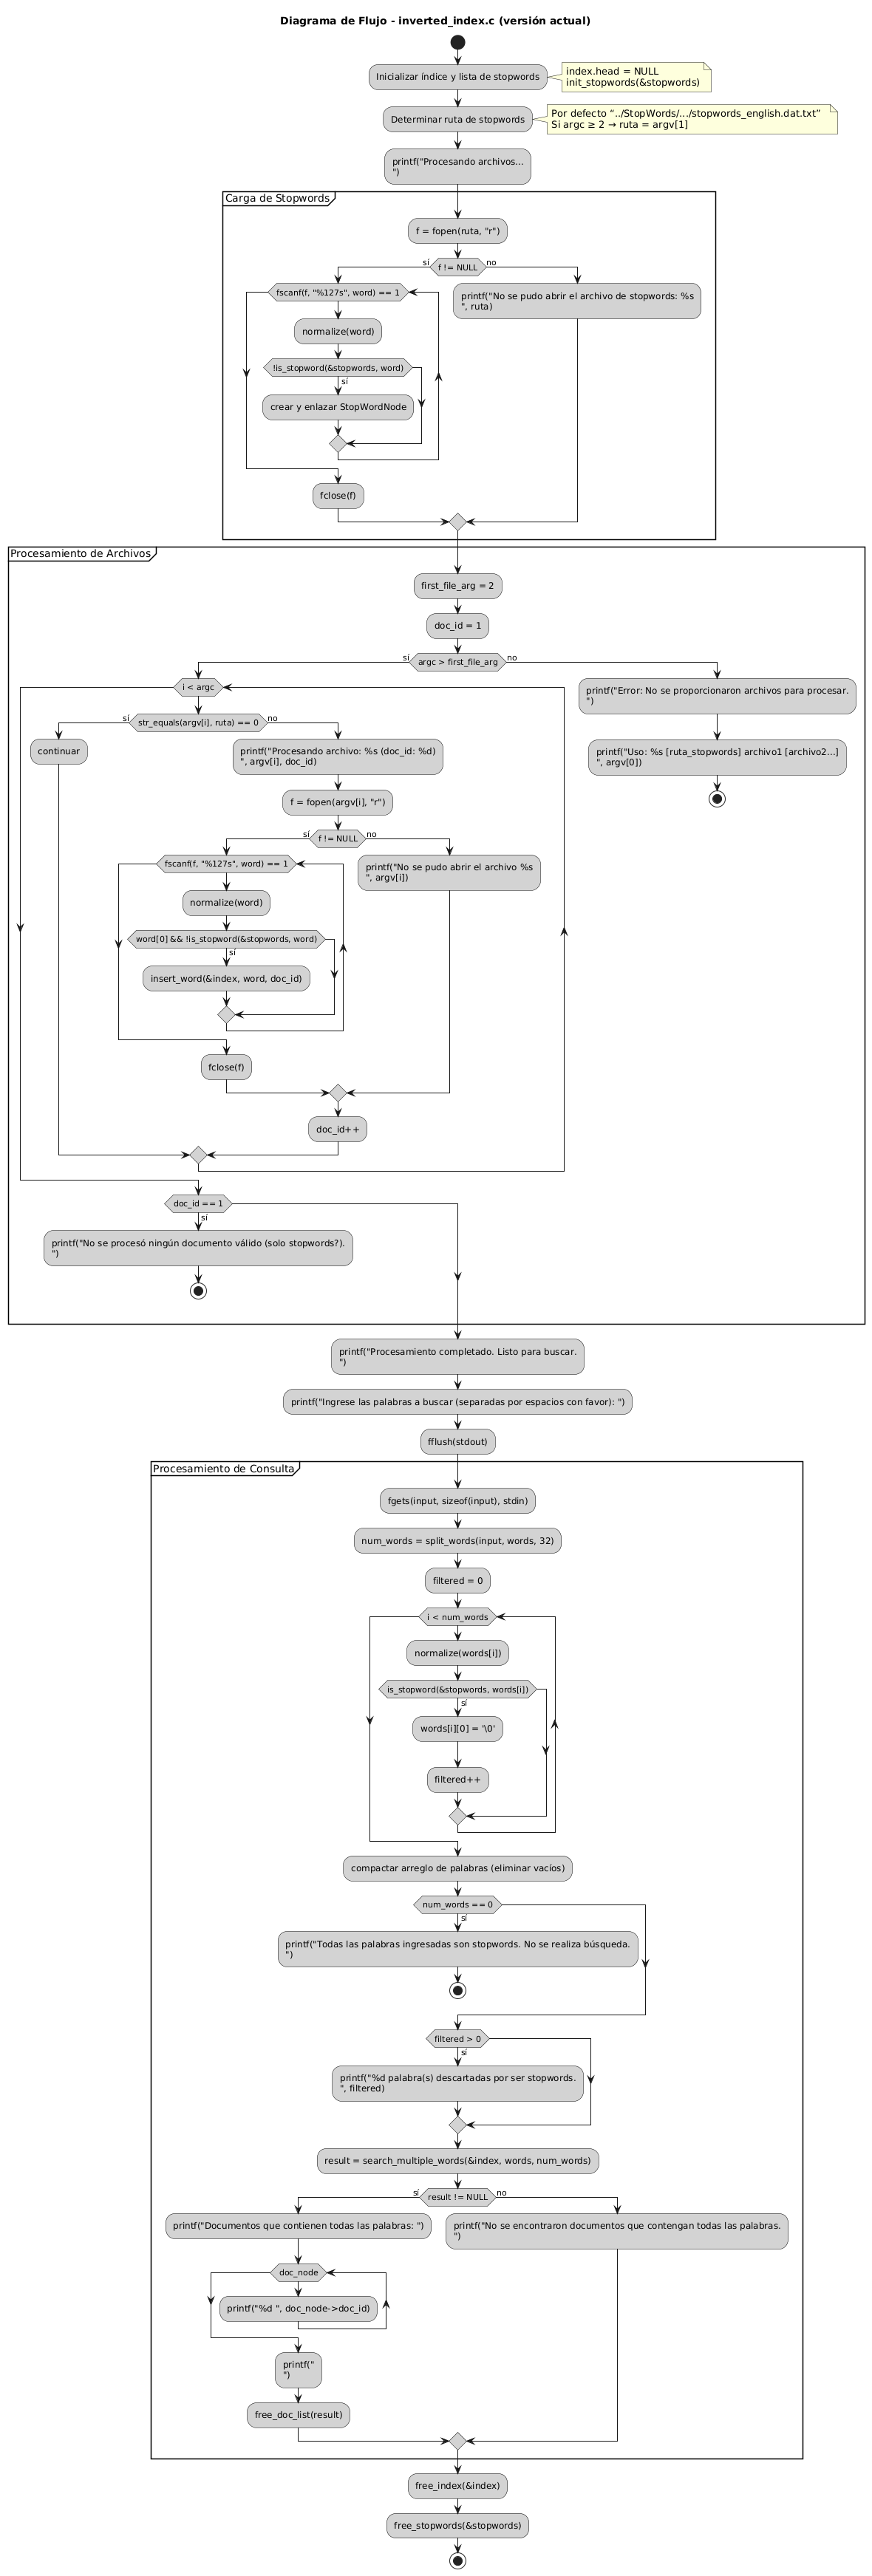 Diagrama de Flujo - inverted_index.c (versión actual)
Inicializar índice y lista de stopwords
index.head = NULL
init_stopwords(&stopwords)
Determinar ruta de stopwords
Por defecto “../StopWords/.../stopwords_english.dat.txt”
Si argc ≥ 2 → ruta = argv[1]
printf("Procesando archivos...
")
Carga de Stopwords
f = fopen(ruta, "r")
sí
f != NULL
no
fscanf(f, "%127s", word) == 1
normalize(word)
!is_stopword(&stopwords, word)
sí
crear y enlazar StopWordNode
fclose(f)
printf("No se pudo abrir el archivo de stopwords: %s
", ruta)
Procesamiento de Archivos
first_file_arg = 2
doc_id = 1
sí
argc > first_file_arg
no
i < argc
sí
str_equals(argv[i], ruta) == 0
no
continuar
printf("Procesando archivo: %s (doc_id: %d)
", argv[i], doc_id)
f = fopen(argv[i], "r")
sí
f != NULL
no
fscanf(f, "%127s", word) == 1
normalize(word)
word[0] && !is_stopword(&stopwords, word)
sí
insert_word(&index, word, doc_id)
fclose(f)
printf("No se pudo abrir el archivo %s
", argv[i])
doc_id++
printf("Error: No se proporcionaron archivos para procesar.
")
printf("Uso: %s [ruta_stopwords] archivo1 [archivo2...]
", argv[0])
doc_id == 1
sí
printf("No se procesó ningún documento válido (solo stopwords?).
")
printf("Procesamiento completado. Listo para buscar.
")
printf("Ingrese las palabras a buscar (separadas por espacios con favor): ")
fflush(stdout)
Procesamiento de Consulta
fgets(input, sizeof(input), stdin)
num_words = split_words(input, words, 32)
filtered = 0
i < num_words
normalize(words[i])
is_stopword(&stopwords, words[i])
sí
words[i][0] = '\0'
filtered++
compactar arreglo de palabras (eliminar vacíos)
num_words == 0
sí
printf("Todas las palabras ingresadas son stopwords. No se realiza búsqueda.
")
filtered > 0
sí
printf("%d palabra(s) descartadas por ser stopwords.
", filtered)
result = search_multiple_words(&index, words, num_words)
sí
result != NULL
no
printf("Documentos que contienen todas las palabras: ")
doc_node
printf("%d ", doc_node->doc_id)
printf("
")
free_doc_list(result)
printf("No se encontraron documentos que contengan todas las palabras.
")
free_index(&index)
free_stopwords(&stopwords)